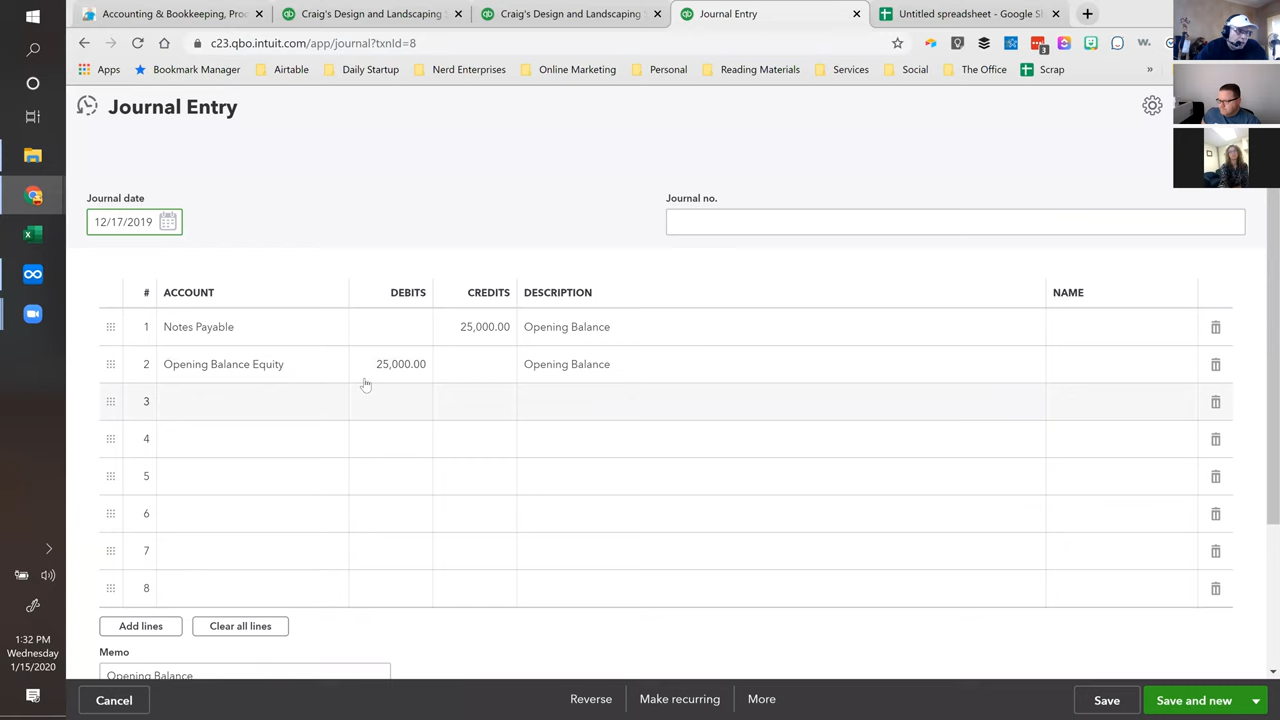 Accounting & Bookkeeping, Proc
Craig's Design and Landscaping S
Craig's Design and Landscaping
Journal Entry
Untitled spreadsheet - Google Sh
c23.qbo.intuit.com/app/journal?txnId=8
3
W.
Apps
Bookmark Manager
Airtable
Daily Startup
Nerd Enterprises
Online Marketing
Personal
Reading Materials
Services
Social
The Office
Scrap
»
Journal Entry
Journal date
Journal no.
12/17/2019
# ACCOUNT DEBITS CREDITS DESCRIPTION NAME
1 Notes Payable 25,000.00 Opening Balance
2 Opening Balance Equity 25,000.00 Opening Balance
3
4
5
6
7
8
Add lines
Clear all lines
Memo
Opening Balance
1:32 PM
Wednesday
1/15/2020
Cancel
Reverse
Make recurring
More
Save
Save and new